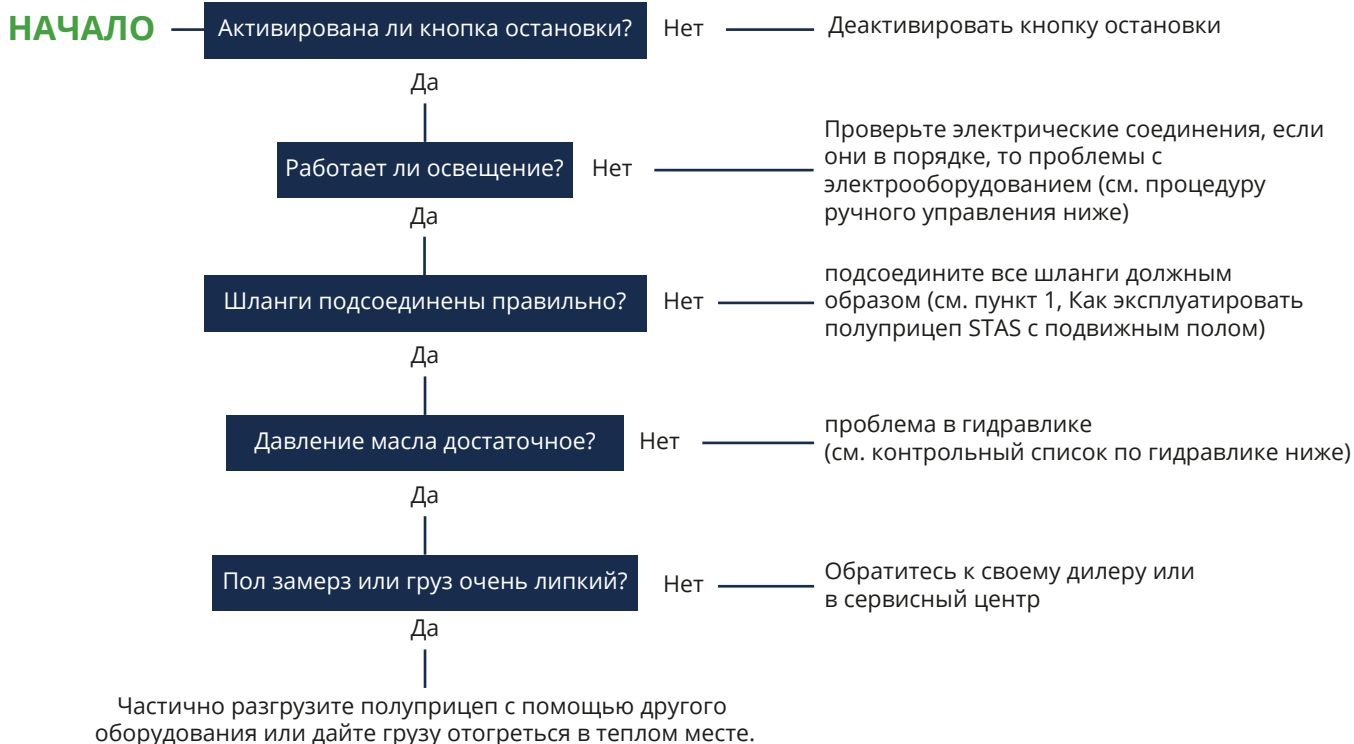 НАЧАЛО
Активирована ли кнопка остановки?
Нет
Деактивировать кнопку остановки
Да
Работает ли освещение?
Нет
Проверьте электрические соединения, если
они в порядке, то проблемы с
электрооборудованием (см. процедуру
ручного управления ниже)
Да
Шланги подсоединены правильно?
Нет
подсоедините все шланги должным
образом (см. пункт 1, Как эксплуатировать
полуприцеп STAS с подвижным полом)
Да
Давление масла достаточное?
Нет
проблема в гидравлике
(см. контрольный список по гидравлике ниже)
Да
Пол замерз или груз очень липкий?
Нет
Обратитесь к своему дилеру или
в сервисный центр
Да
Частично разгрузите полуприцеп с помощью другого
оборудования или дайте грузу отогреться в теплом месте.